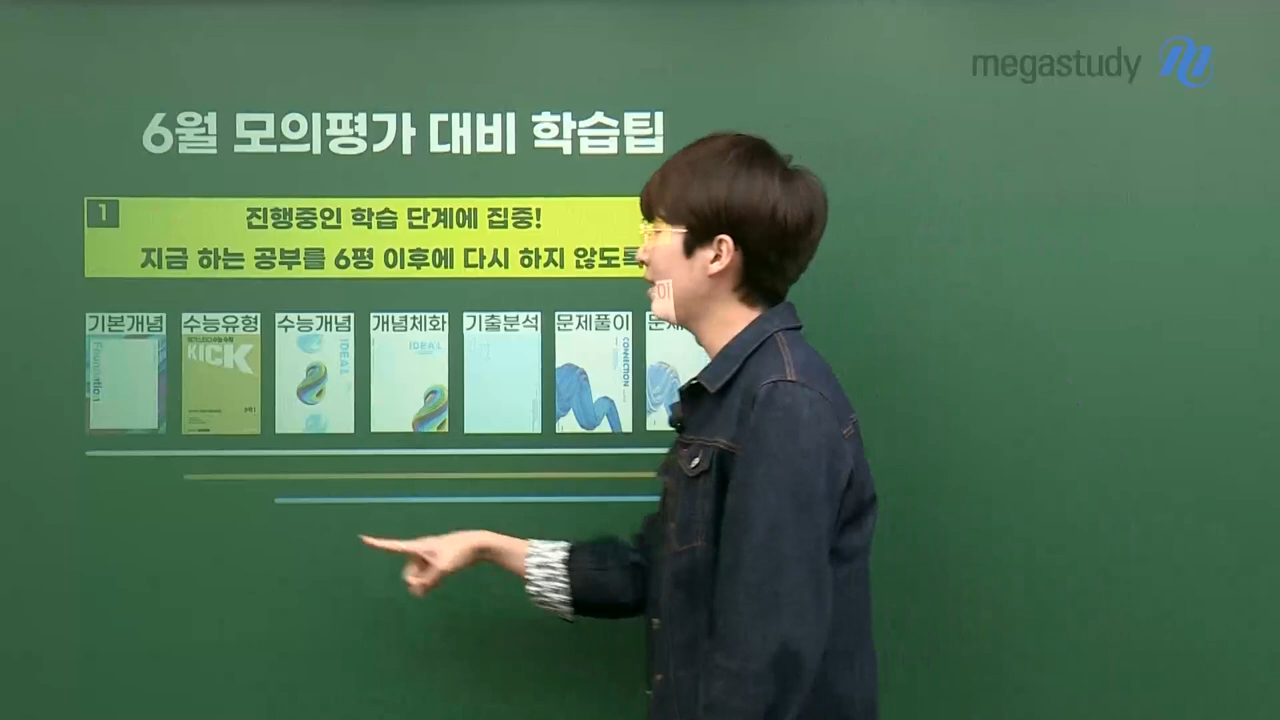 megastudy
6월 모의평가 대비 학습팁
1
진행중인 학습 단계에 집중!
지금 하는 공부를 6평 이후에 다시 하지 않도록
기본개념 수능유형 수능개념 개념체화 기출분석 문제풀이
KICK
IDEAL
IDEAL
CONNECTION